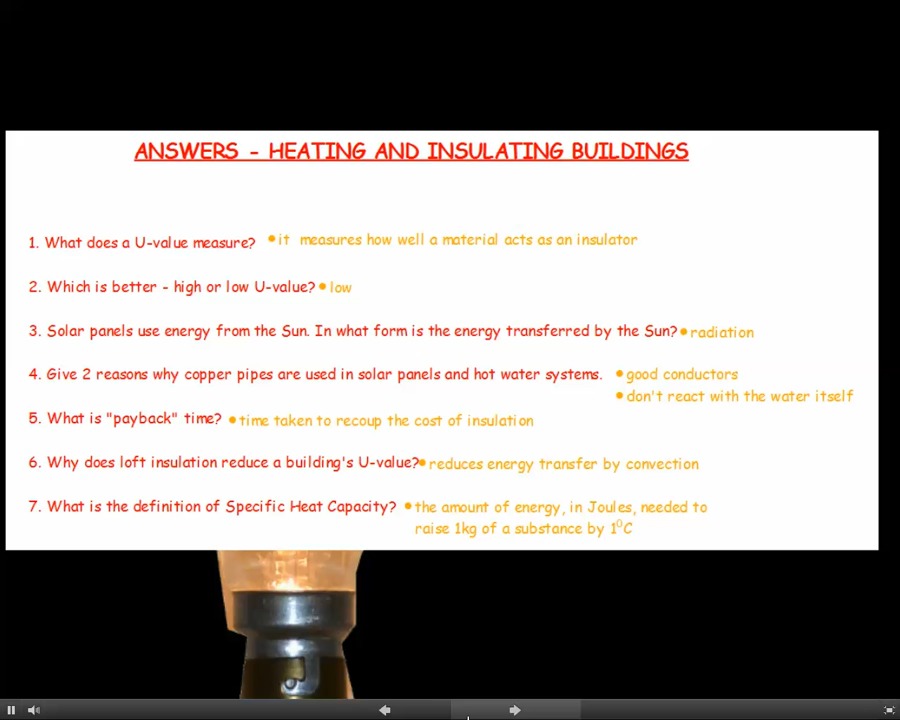 ANSWERS - HEATING AND INSULATING BUILDINGS
1. What does a U-value measure? •it measures how well a material acts as an insulator
2. Which is better - high or low U-value? •low
3. Solar panels use energy from the Sun. In what form is the energy transferred by the Sun? •radiation
4. Give 2 reasons why copper pipes are used in solar panels and hot water systems. •good conductors
•don't react with the water itself
5. What is "payback" time? •time taken to recoup the cost of insulation
6. Why does loft insulation reduce a building's U-value? •reduces energy transfer by convection
7. What is the definition of Specific Heat Capacity? •the amount of energy, in Joules, needed to
raise 1kg of a substance by 1⁰C